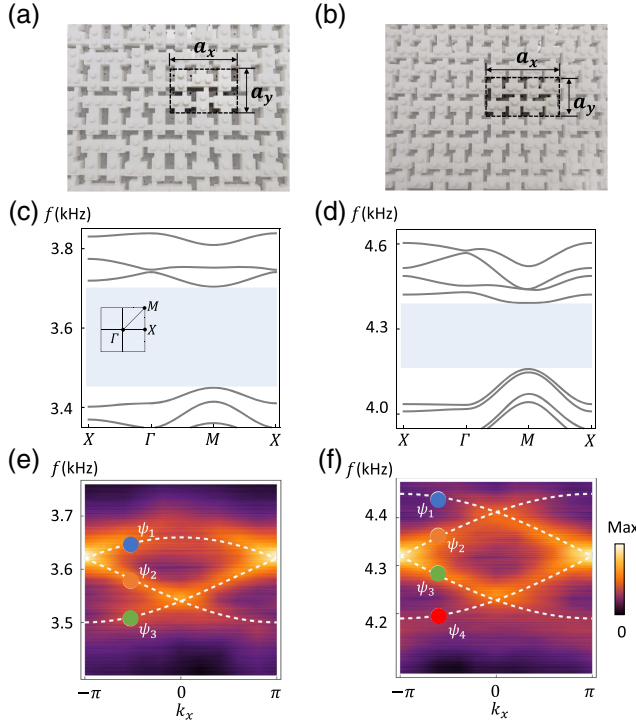 (a)
(b)
a_x
a_y
a_x
a_y
(c)
f(kHz)
3.8
3.6
3.4
M
Γ
X
X
Γ
M
X
(d)
f(kHz)
4.6
4.3
4.0
X
Γ
M
X
(e)
f(kHz)
3.7
3.6
3.5
ψ₁
ψ₂
ψ₃
−π
0
π
k_x
(f)
f(kHz)
4.4
4.3
4.2
ψ₁
ψ₂
ψ₃
ψ₄
−π
0
π
k_x
Max
0